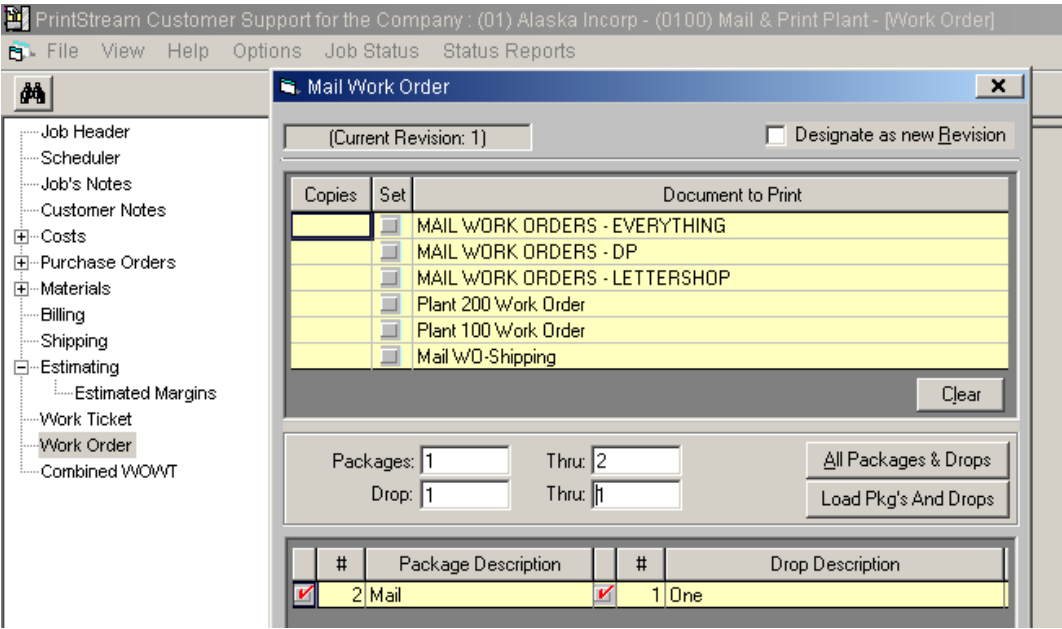 PrintStream Customer Support for the Company : (01) Alaska Incorp - (0100) Mail & Print Plant - [Work Order]
File View Help Options Job Status Status Reports
Mail Work Order
(Current Revision: 1)
Designate as new Revision
Job Header
Scheduler
Job's Notes
Customer Notes
Costs
Purchase Orders
Materials
Billing
Shipping
Estimating
Estimated Margins
Work Ticket
Work Order
Combined WOWT
Copies Set Document to Print
MAIL WORK ORDERS - EVERYTHING
MAIL WORK ORDERS - DP
MAIL WORK ORDERS - LETTERSHOP
Plant 200 Work Order
Plant 100 Work Order
Mail WO-Shipping
Clear
Packages: 1 Thru: 2 All Packages & Drops
Drop: 1 Thru: 1 Load Pkg's And Drops
# Package Description # Drop Description
2 Mail 1 One